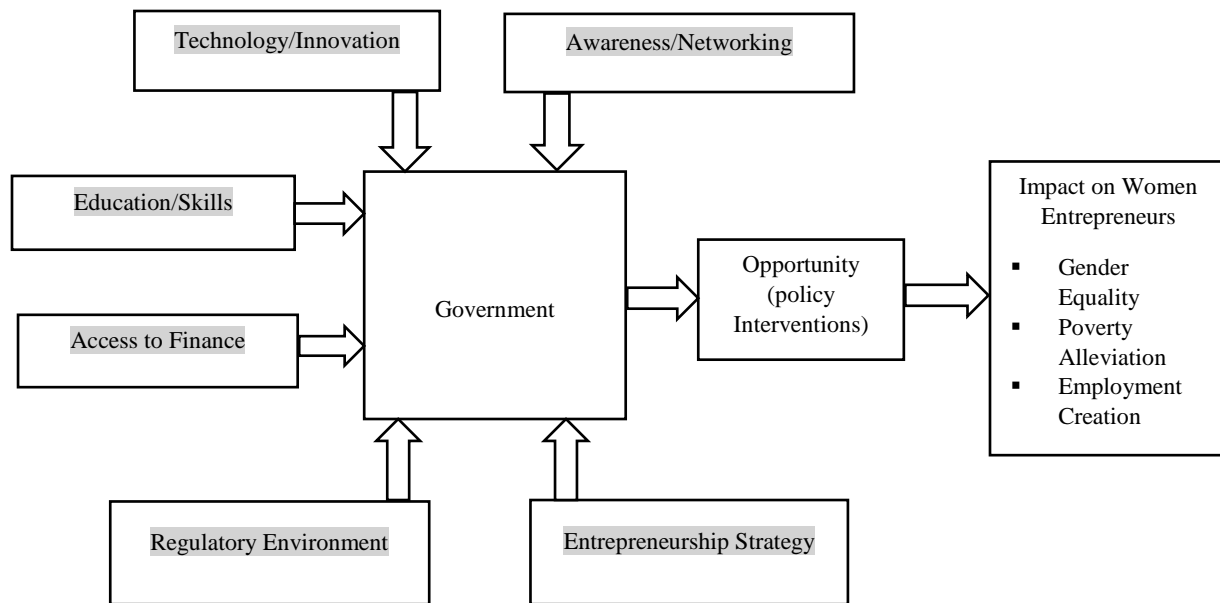 Technology/Innovation
Awareness/Networking
Education/Skills
Access to Finance
Government
Opportunity
(policy
Interventions)
Impact on Women
Entrepreneurs
▪ Gender
Equality
▪ Poverty
Alleviation
▪ Employment
Creation
Regulatory Environment
Entrepreneurship Strategy